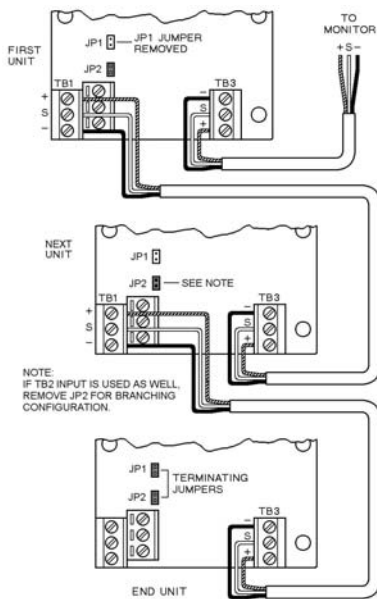 TO
MONITOR
+ S −
FIRST
UNIT
JP1
JP1 JUMPER
REMOVED
JP2
TB1
TB3
+
S
−
−
S
+
NEXT
UNIT
JP1
JP2
SEE NOTE
TB1
TB3
+
S
−
−
S
+
NOTE:
IF TB2 INPUT IS USED AS WELL,
REMOVE JP2 FOR BRANCHING
CONFIGURATION.
JP1
JP2
TERMINATING
JUMPERS
TB3
−
S
+
END UNIT